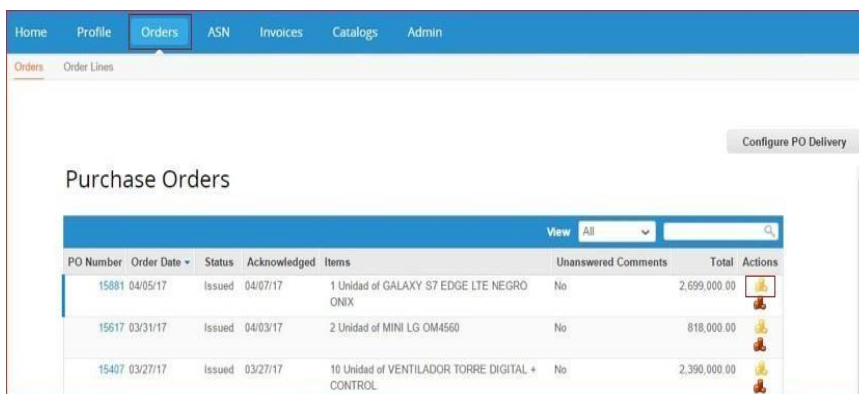 Home Profile Orders ASN Invoices Catalogs Admin
Orders Order Lines
Configure PO Delivery
Purchase Orders
View All
PO Number Order Date Status Acknowledged Items Unanswered Comments Total Actions
15881 04/05/17 Issued 04/07/17 1 Unidad of GALAXY S7 EDGE LTE NEGRO No 2,699,000.00
ONIX
15617 03/31/17 Issued 04/03/17 2 Unidad of MINI LG OM4560 No 818,000.00
15407 03/27/17 Issued 03/27/17 10 Unidad of VENTILADOR TORRE DIGITAL + No 2,390,000.00
CONTROL